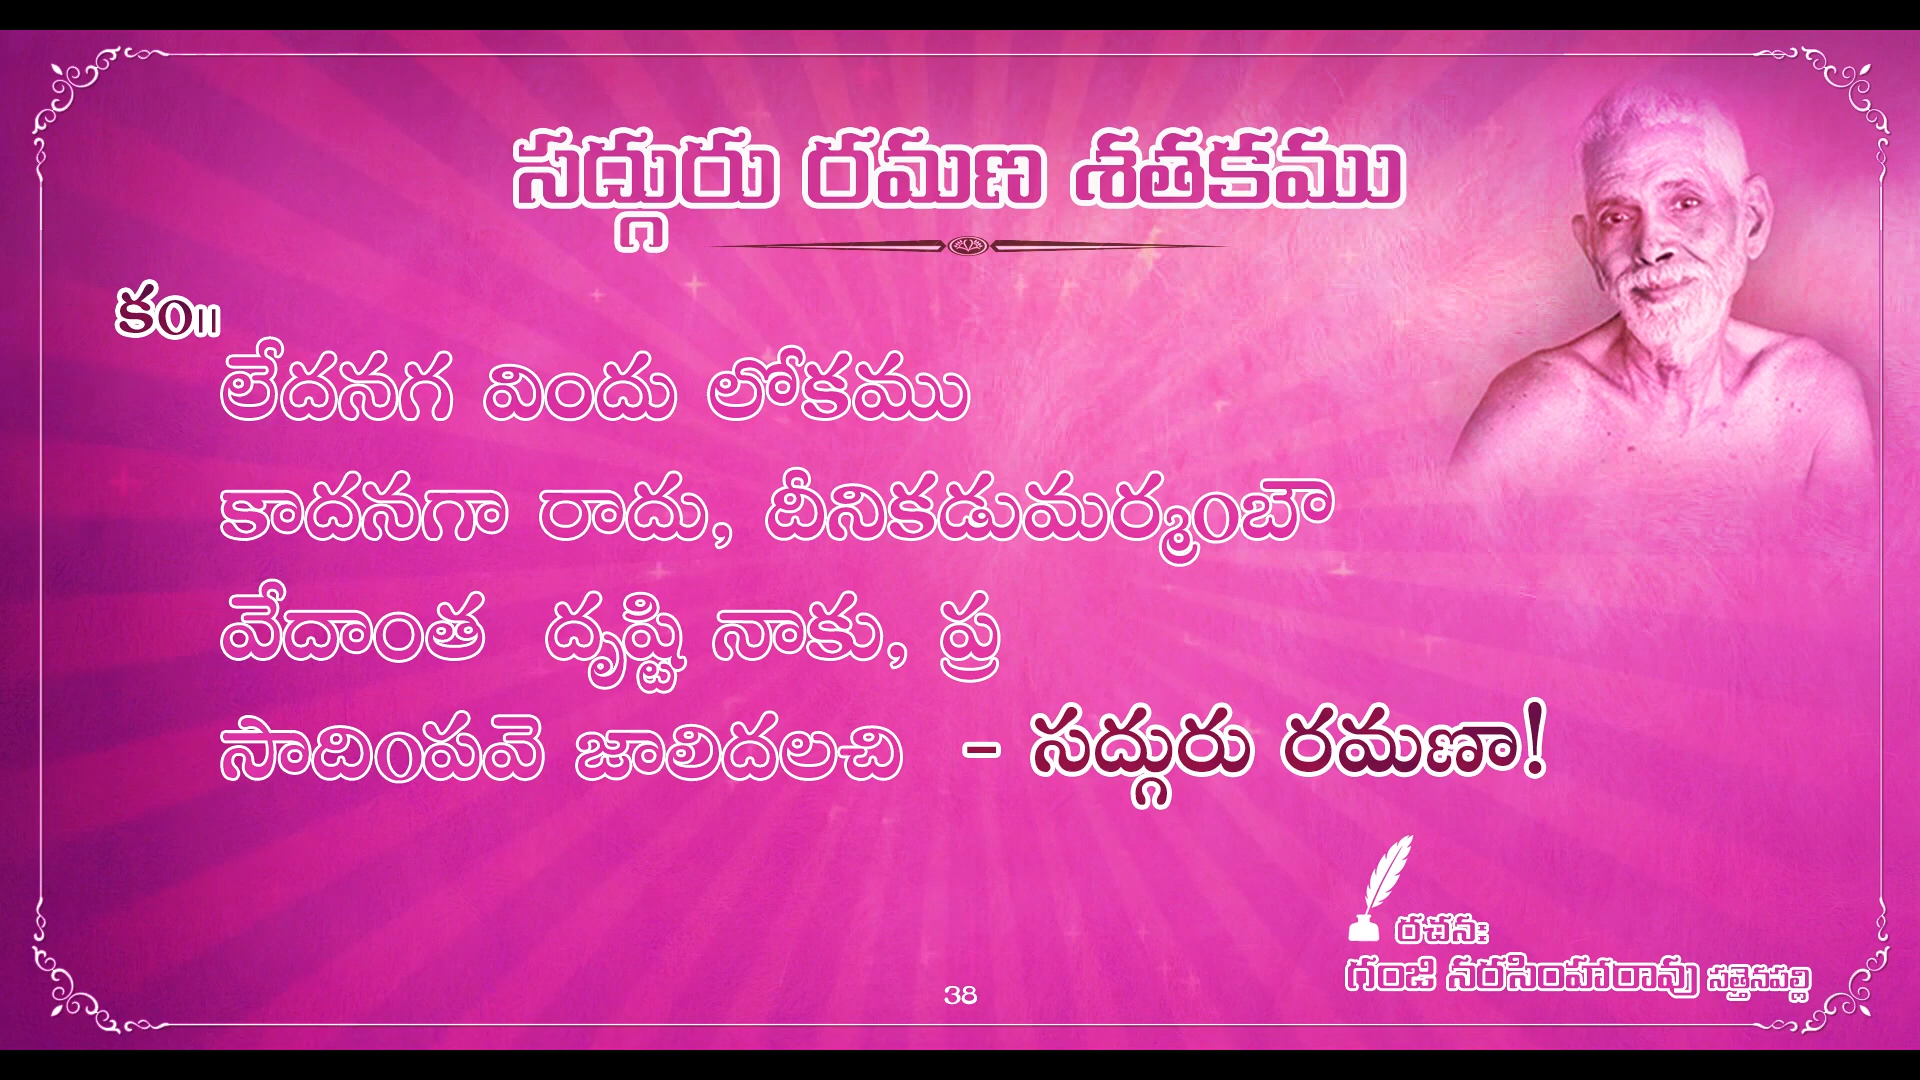 సద్గురు రమణ శతకము
కం॥
లేదనగ విందు లోకము
కాదనగా రాదు, దీనికడుమర్మంబౌ
వేదాంత దృష్టి నాకు, ప్ర
సాదింపవె జాలిదలచి - సద్గురు రమణా!
రచన:
గంజి నరసింహారావు సత్తెనపల్లి
38